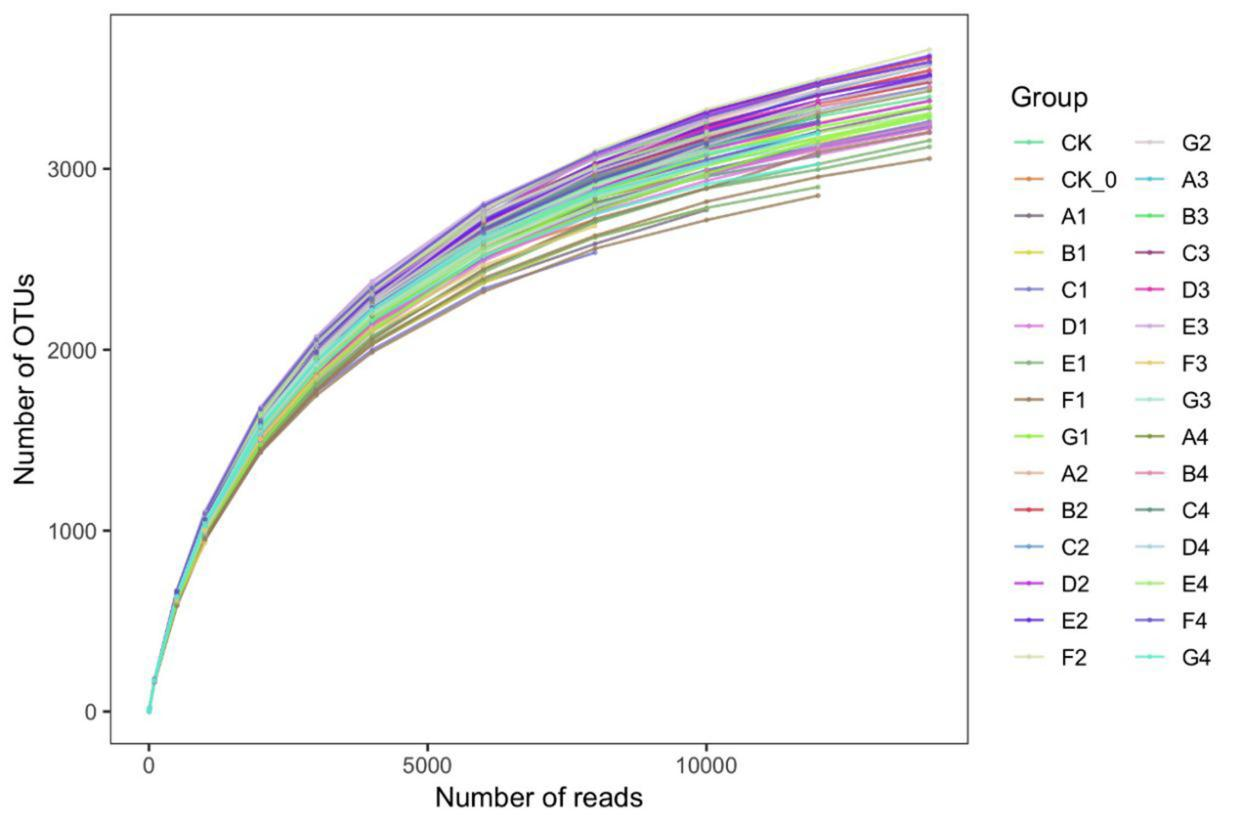 Number of OTUs
3000
2000
1000
0
0
5000
10000
Number of reads
Group
CK
CK_0
A1
B1
C1
D1
E1
F1
G1
A2
B2
C2
D2
E2
F2
G2
A3
B3
C3
D3
E3
F3
G3
A4
B4
C4
D4
E4
F4
G4